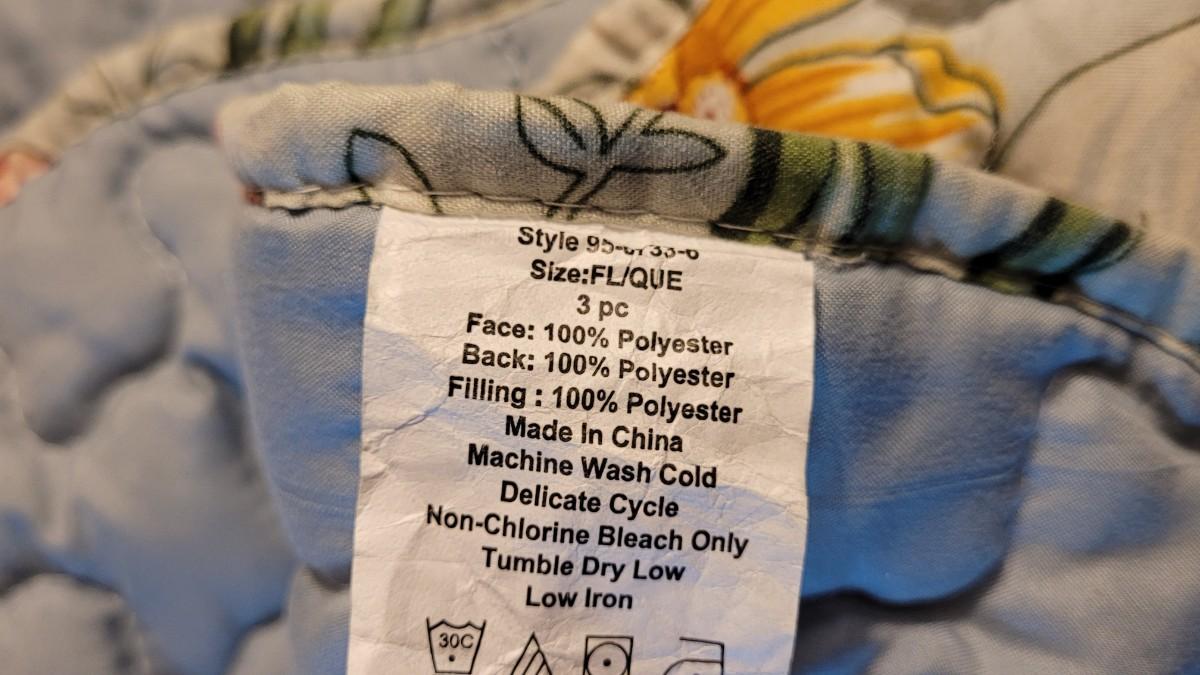 Style
Size:FL/QUE
3 pc
Face: 100% Polyester
Back: 100% Polyester
Filling : 100% Polyester
Made In China
Machine Wash Cold
Delicate Cycle
Non-Chlorine Bleach Only
Tumble Dry Low
Low Iron
30C